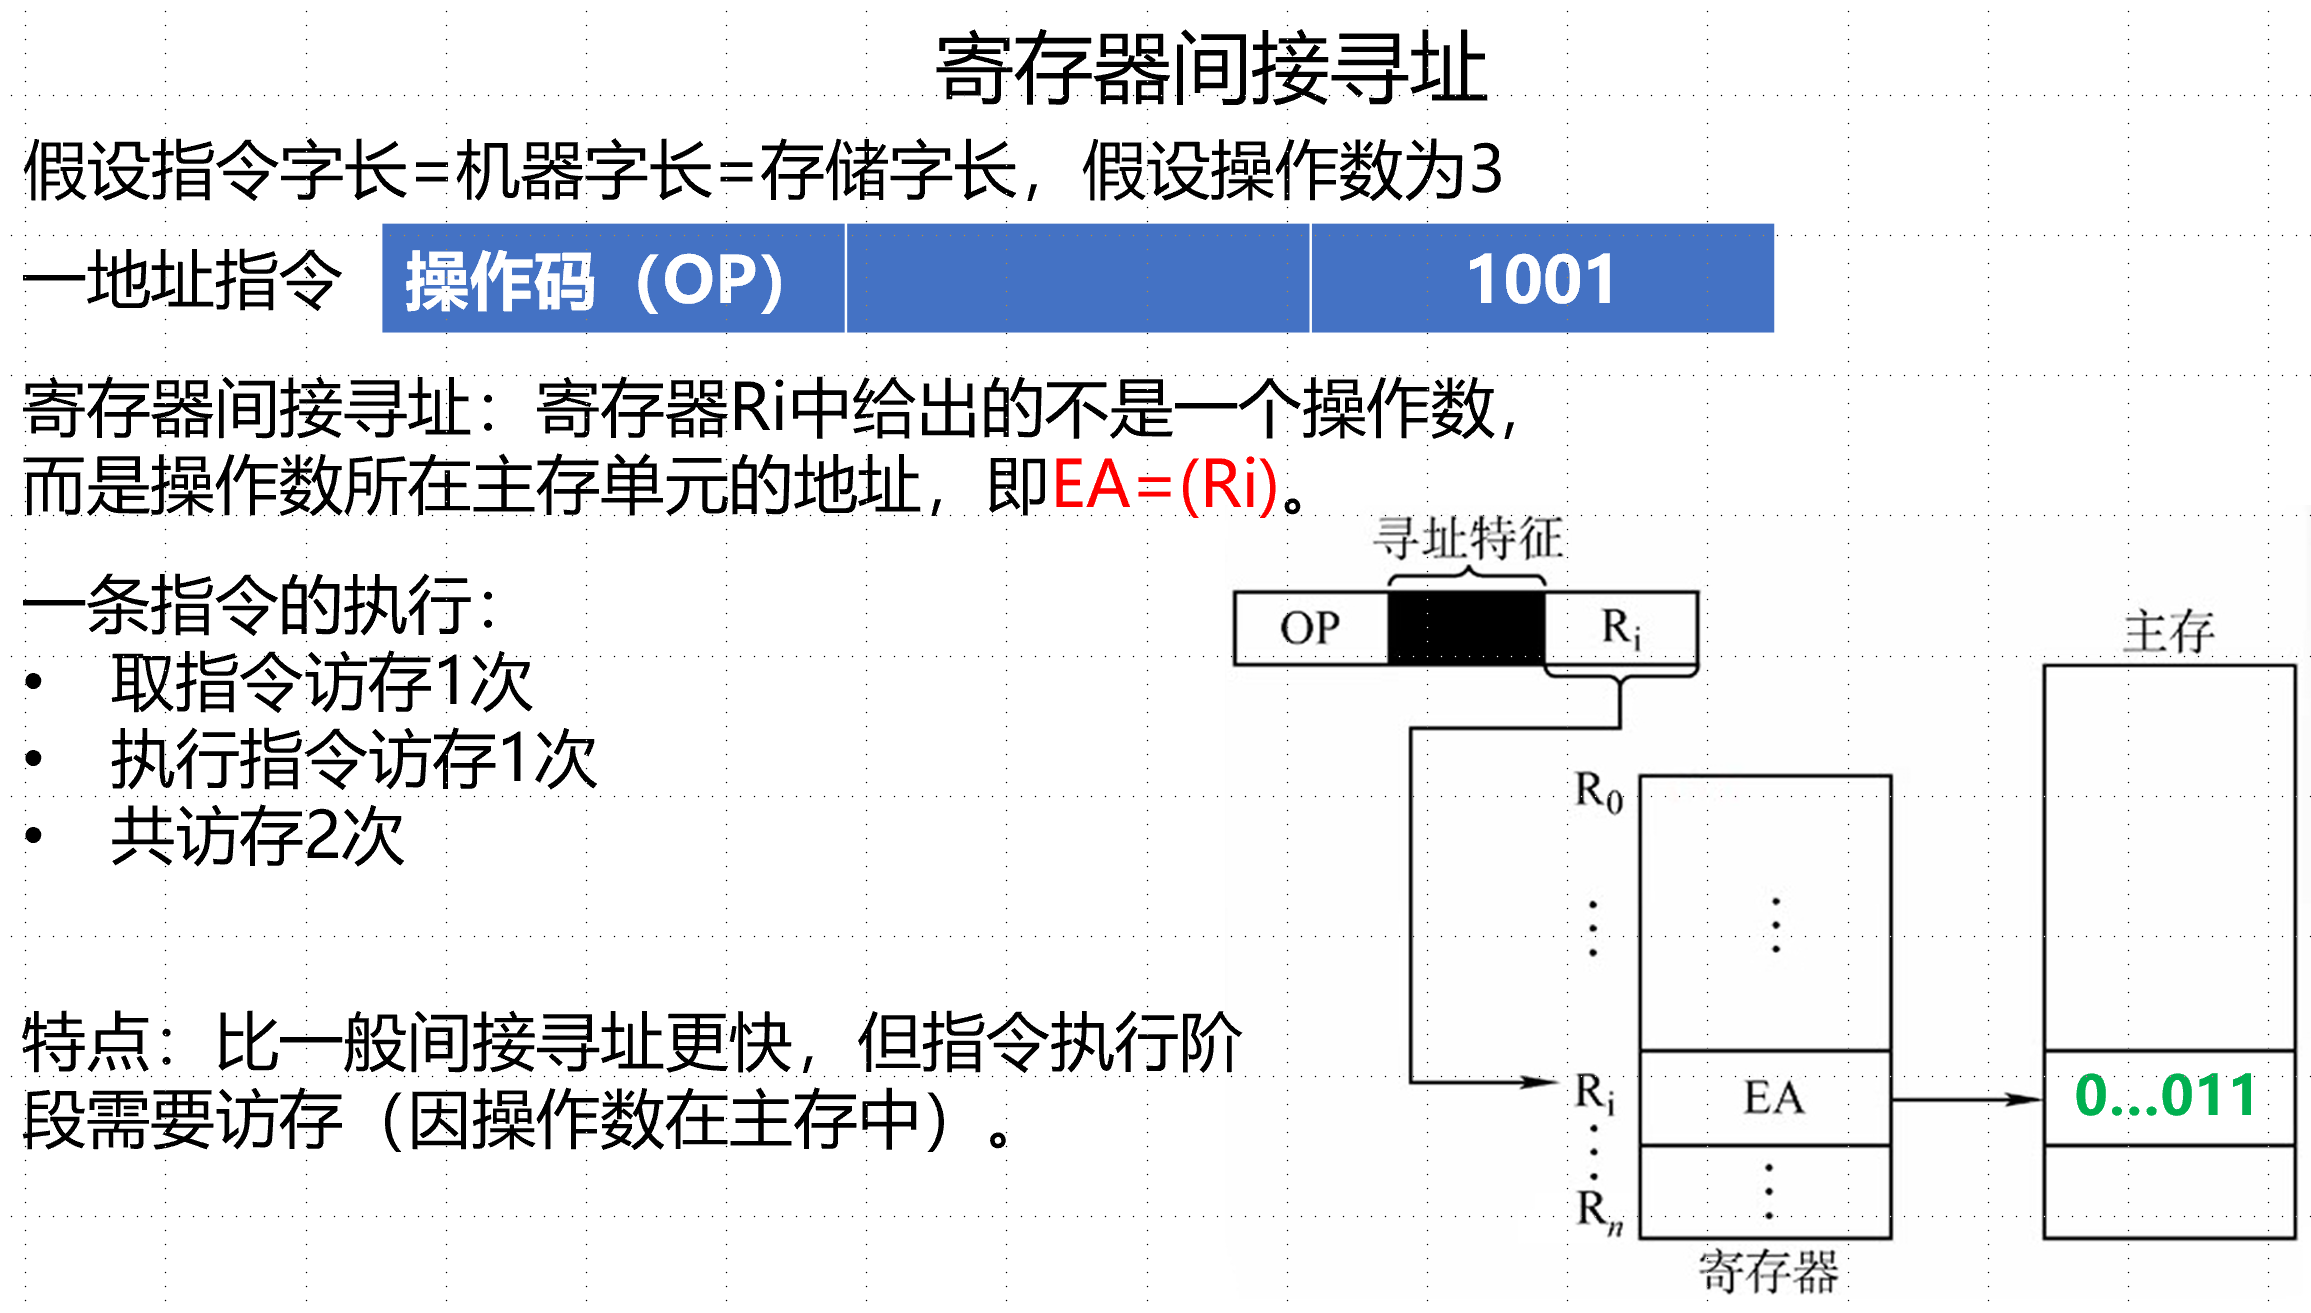 寄存器间接寻址
假设指令字长=机器字长=存储字长，假设操作数为3
一地址指令
操作码（OP）
1001
寄存器间接寻址：寄存器Ri中给出的不是一个操作数，
而是操作数所在主存单元的地址，即EA=(Ri)。
一条指令的执行：
• 取指令访存1次
• 执行指令访存1次
• 共访存2次
特点：比一般间接寻址更快，但指令执行阶
段需要访存（因操作数在主存中）。
寻址特征
OP
Ri
主存
R0
Ri
EA
0...011
Rn
寄存器